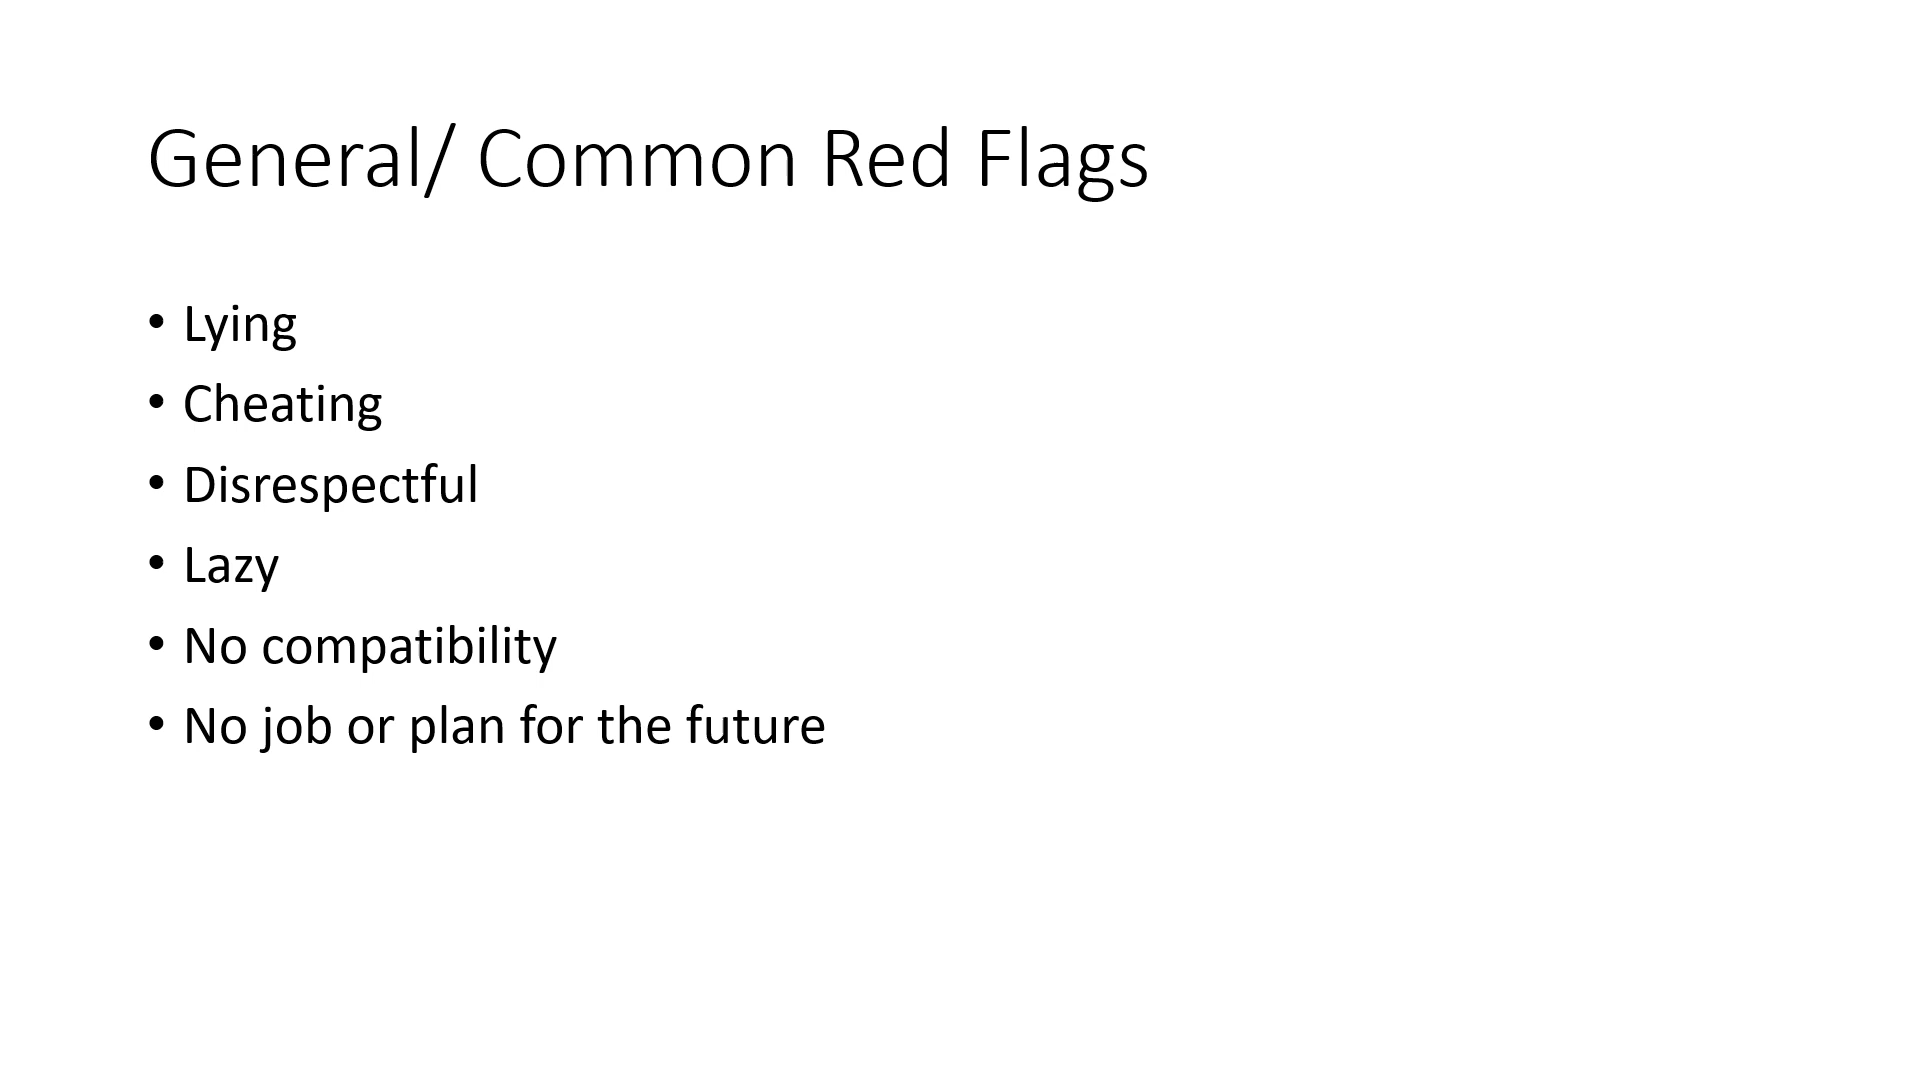 General/ Common Red Flags
• Lying
• Cheating
• Disrespectful
• Lazy
• No compatibility
• No job or plan for the future